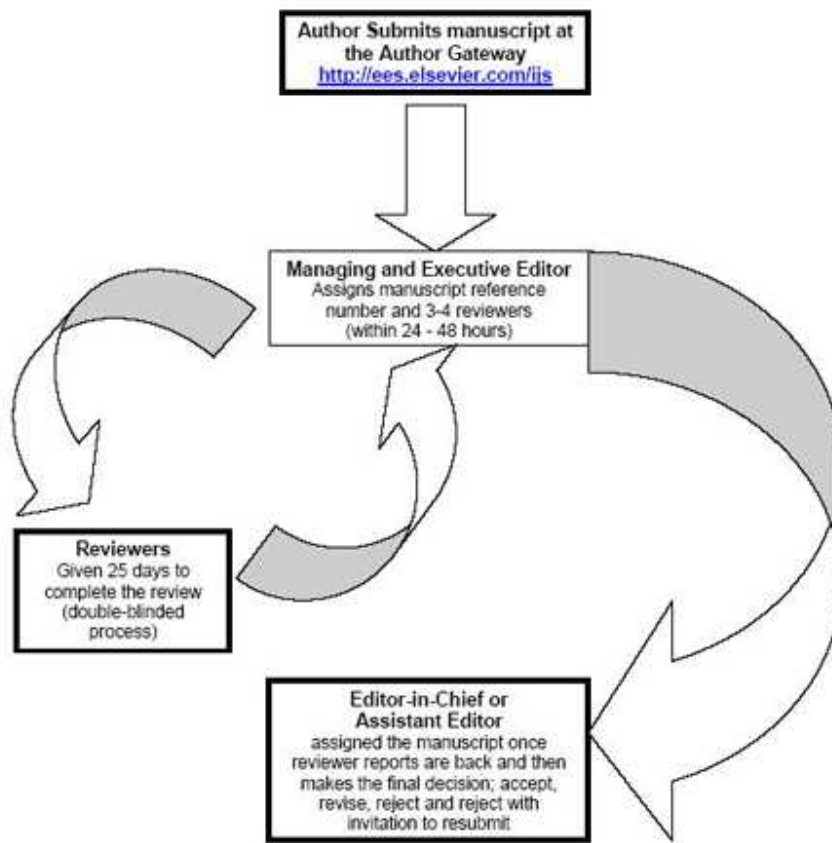 Author Submits manuscript at
the Author Gateway
http://ees.elsevier.com/ijs
Managing and Executive Editor
Assigns manuscript reference
number and 3-4 reviewers
(within 24 - 48 hours)
Reviewers
Given 25 days to
complete the review
(double-blinded
process)
Editor-in-Chief or
Assistant Editor
assigned the manuscript once
reviewer reports are back and then
makes the final decision; accept,
revise, reject and reject with
invitation to resubmit